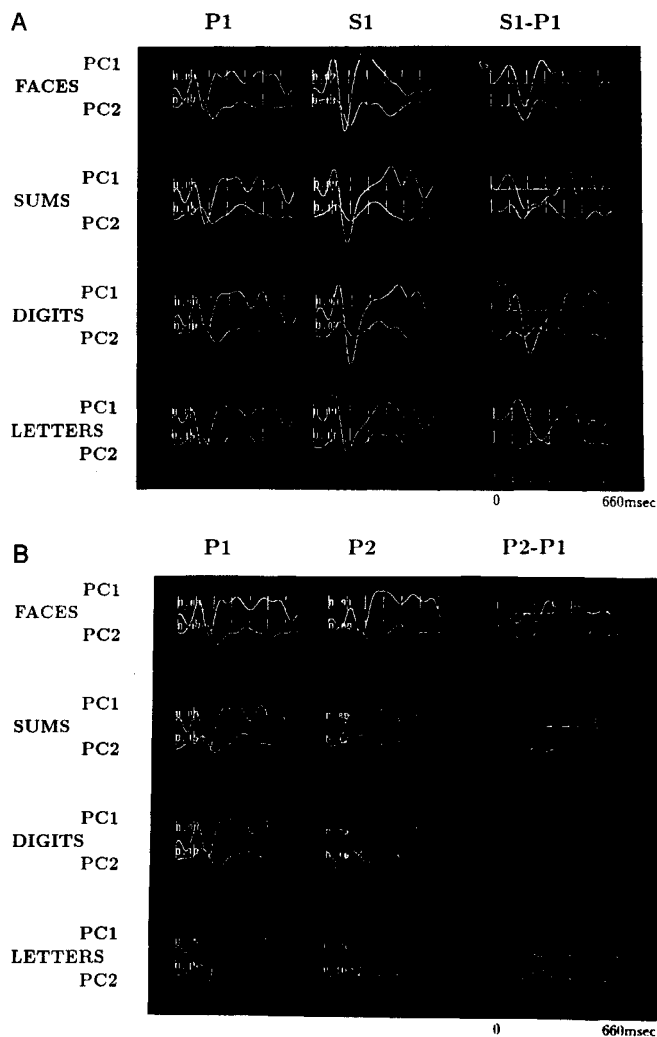 A
P1 S1 S1-P1
PC1
FACES
PC2
PC1
SUMS
PC2
PC1
DIGITS
PC2
PC1
LETTERS
PC2
0 660msec
B
P1 P2 P2-P1
PC1
FACES
PC2
PC1
SUMS
PC2
PC1
DIGITS
PC2
PC1
LETTERS
PC2
0 660msec